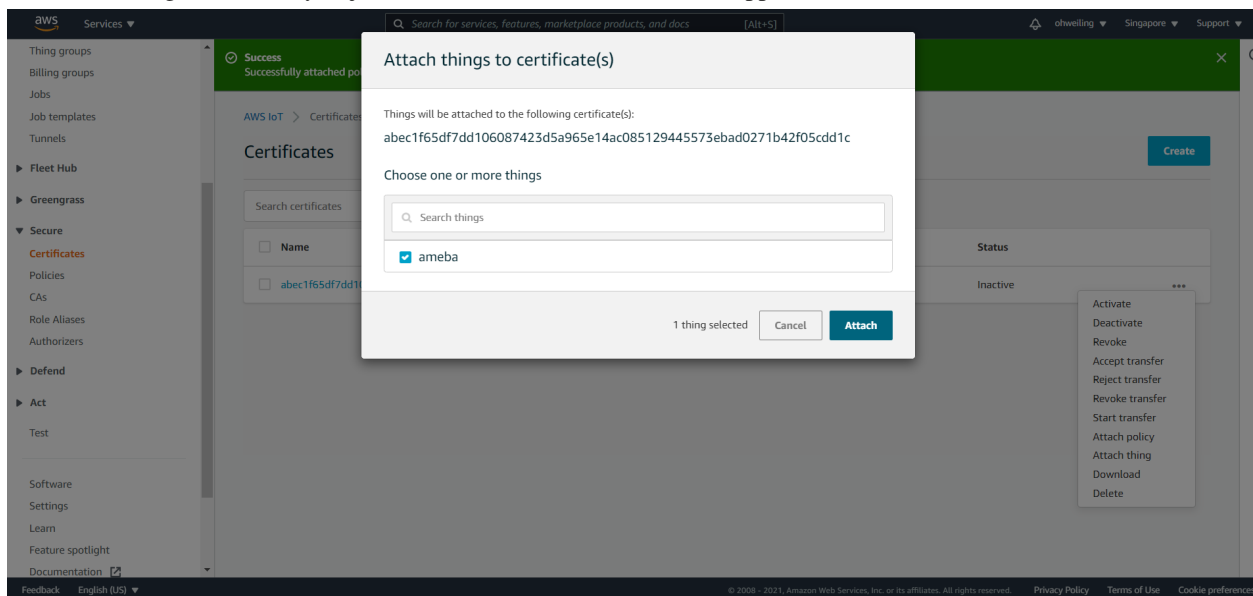 aws
Services ▼
Search for services, features, marketplace products, and docs [Alt+S]
ohweiling ▼
Singapore ▼
Support ▼
Thing groups
Billing groups
Jobs
Job templates
Tunnels
Fleet Hub
Greengrass
Secure
Certificates
Policies
CAs
Role Aliases
Authorizers
Defend
Act
Test
Software
Settings
Learn
Feature spotlight
Documentation
Success
Successfully attached
AWS IoT > Certificates
Certificates
Create
Search certificates
Name
Status
abec1f65df7dd1
Inactive
•••
Attach things to certificate(s)
Things will be attached to the following certificate(s):
abec1f65df7dd106087423d5a965e14ac085129445573ebad0271b42f05cdd1c
Choose one or more things
Search things
ameba
1 thing selected
Cancel
Attach
Activate
Deactivate
Revoke
Accept transfer
Reject transfer
Revoke transfer
Start transfer
Attach policy
Attach thing
Download
Delete
Feedback
English (US) ▼
© 2008 - 2021, Amazon Web Services, Inc. or its affiliates. All rights reserved.
Privacy Policy
Terms of Use
Cookie preferences